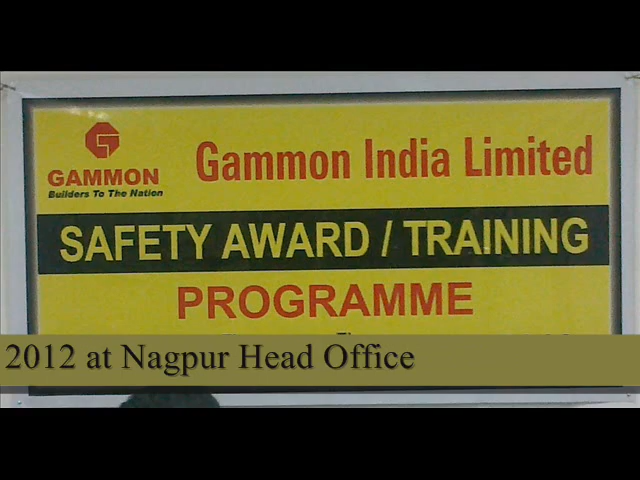 GAMMON
Builders To The Nation
Gammon India Limited
SAFETY AWARD / TRAINING
PROGRAMME
2012 at Nagpur Head Office